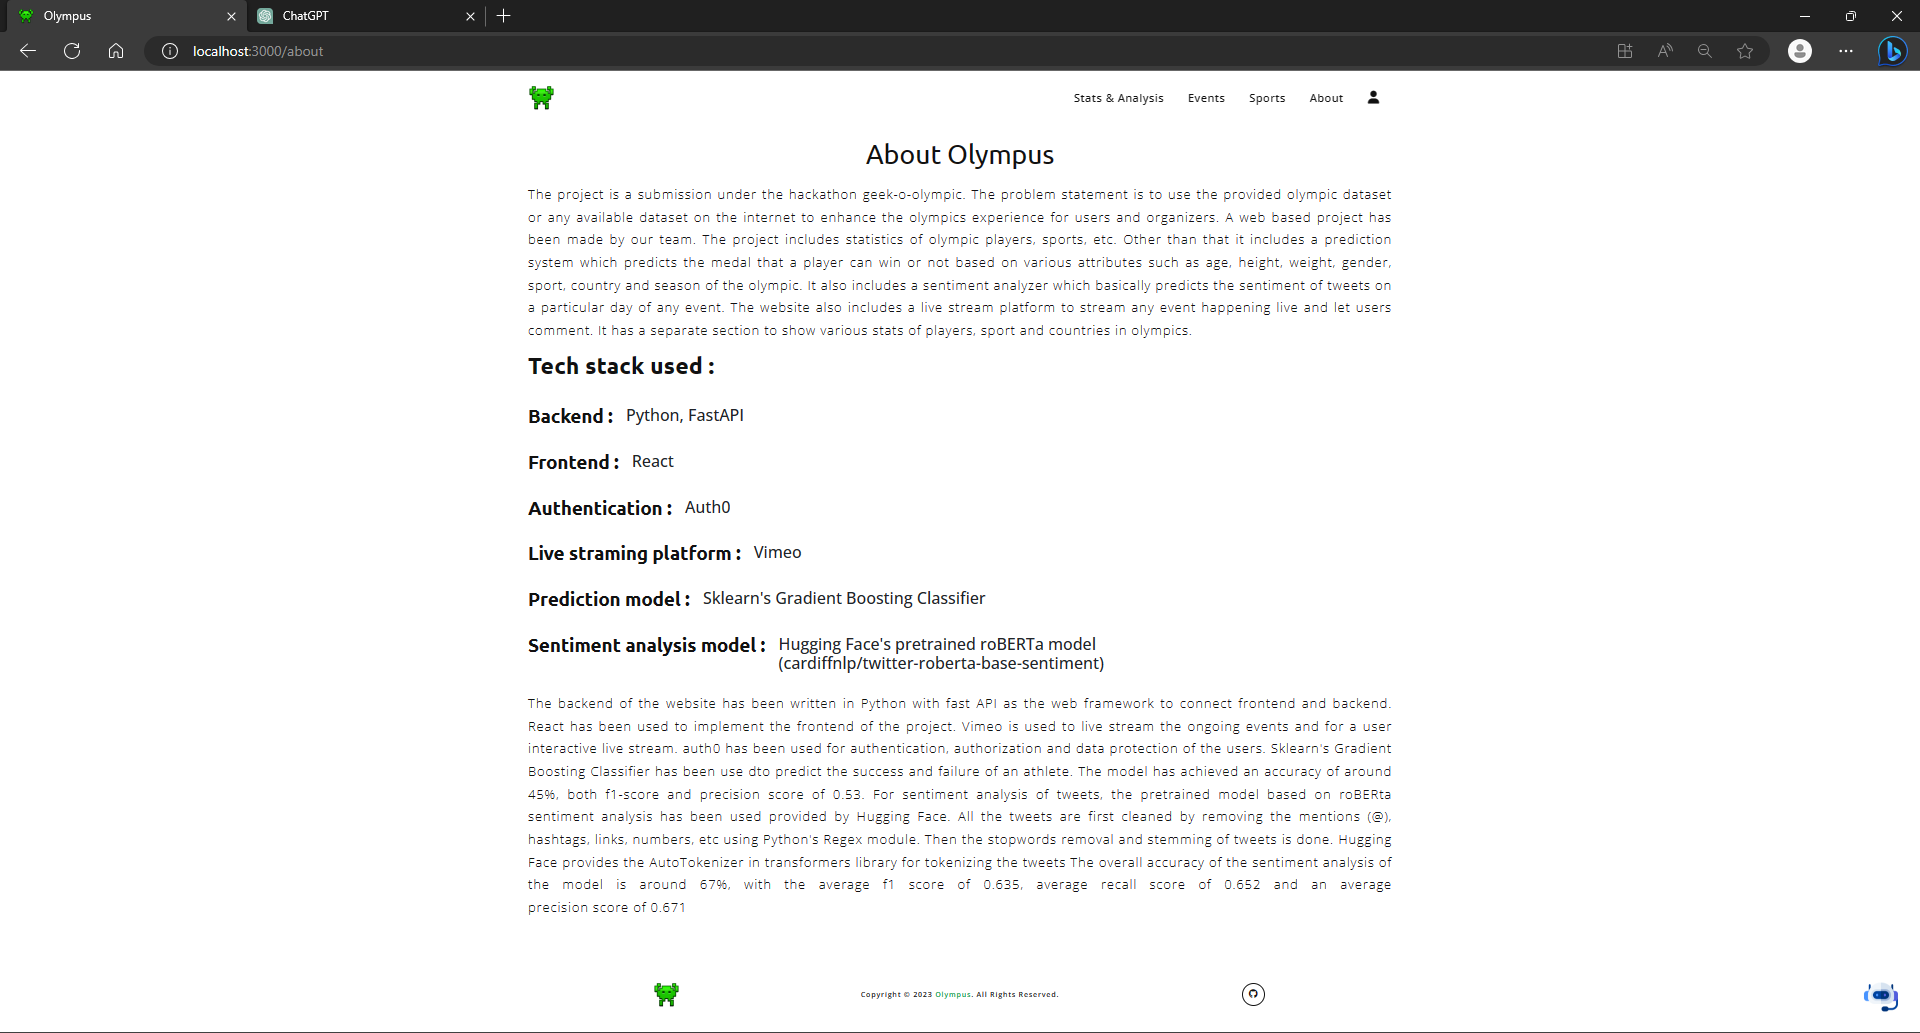 Olympus
ChatGPT
localhost:3000/about
Stats & Analysis Events Sports About
About Olympus
The project is a submission under the hackathon geek-o-olympic. The problem statement is to use the provided olympic dataset
or any available dataset on the internet to enhance the olympics experience for users and organizers. A web based project has
been made by our team. The project includes statistics of olympic players, sports, etc. Other than that it includes a prediction
system which predicts the medal that a player can win or not based on various attributes such as age, height, weight, gender,
sport, country and season of the olympic. It also includes a sentiment analyzer which basically predicts the sentiment of tweets on
a particular day of any event. The website also includes a live stream platform to stream any event happening live and let users
comment. It has a separate section to show various stats of players, sport and countries in olympics.
Tech stack used :
Backend : Python, FastAPI
Frontend : React
Authentication : Auth0
Live straming platform : Vimeo
Prediction model : Sklearn's Gradient Boosting Classifier
Sentiment analysis model : Hugging Face's pretrained roBERTa model
(cardiffnlp/twitter-roberta-base-sentiment)
The backend of the website has been written in Python with fast API as the web framework to connect frontend and backend.
React has been used to implement the frontend of the project. Vimeo is used to live stream the ongoing events and for a user
interactive live stream. auth0 has been used for authentication, authorization and data protection of the users. Sklearn's Gradient
Boosting Classifier has been use dto predict the success and failure of an athlete. The model has achieved an accuracy of around
45%, both f1-score and precision score of 0.53. For sentiment analysis of tweets, the pretrained model based on roBERta
sentiment analysis has been used provided by Hugging Face. All the tweets are first cleaned by removing the mentions (@),
hashtags, links, numbers, etc using Python's Regex module. Then the stopwords removal and stemming of tweets is done. Hugging
Face provides the AutoTokenizer in transformers library for tokenizing the tweets The overall accuracy of the sentiment analysis of
the model is around 67%, with the average f1 score of 0.635, average recall score of 0.652 and an average
precision score of 0.671
Copyright © 2023 Olympus. All Rights Reserved.